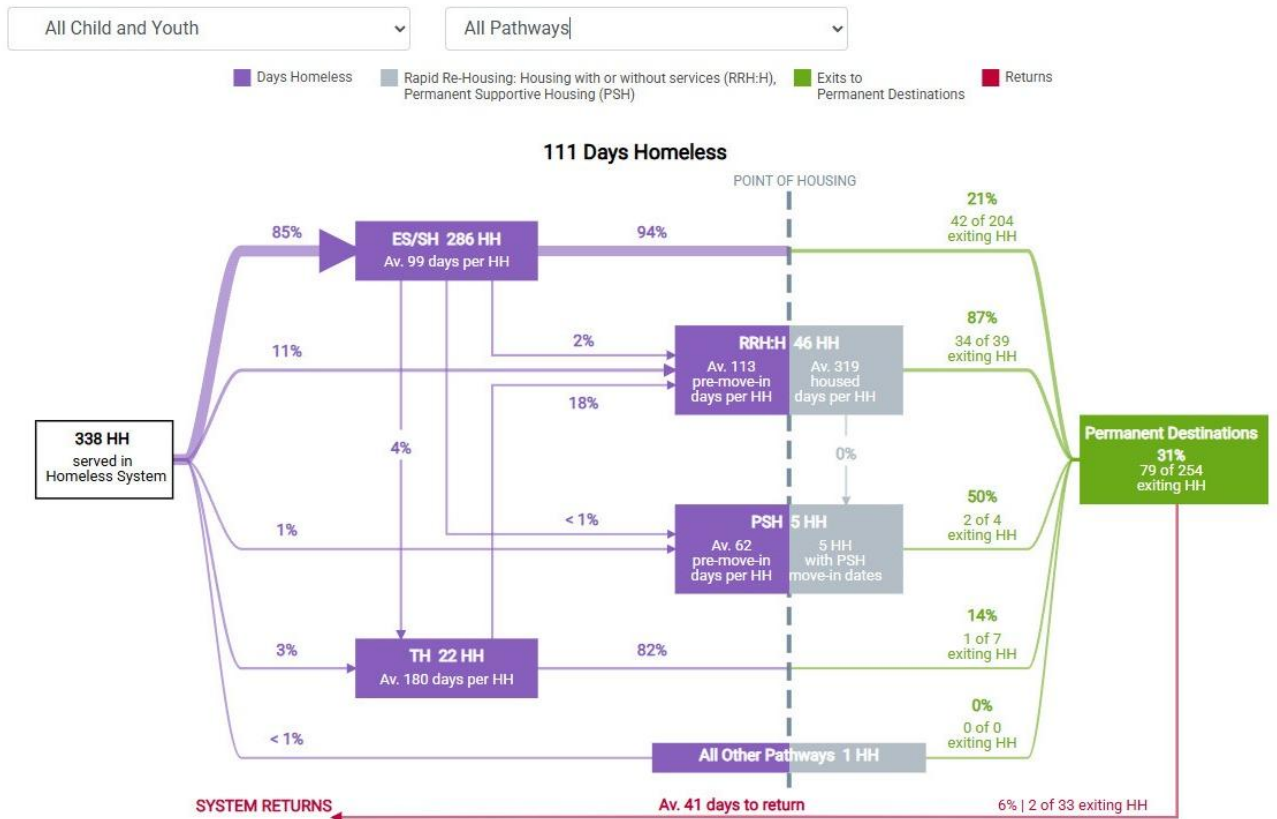 All Child and Youth
All Pathways
Days Homeless
Rapid Re-Housing: Housing with or without services (RRH:H),
Permanent Supportive Housing (PSH)
Exits to
Permanent Destinations
Returns
111 Days Homeless
POINT OF HOUSING
85%
ES/SH 286 HH
Av. 99 days per HH
94%
21%
42 of 204
exiting HH
11%
2%
18%
RRH:H 46 HH
Av. 113
pre-move-in
days per HH
Av. 319
housed
days per HH
87%
34 of 39
exiting HH
338 HH
served in
Homeless System
4%
0%
Permanent Destinations
31%
79 of 254
exiting HH
1%
< 1%
PSH 5 HH
Av. 62
pre-move-in
days per HH
5 HH
with PSH
move-in dates
50%
2 of 4
exiting HH
3%
TH 22 HH
Av. 180 days per HH
82%
14%
1 of 7
exiting HH
< 1%
All Other Pathways 1 HH
0%
0 of 0
exiting HH
SYSTEM RETURNS
Av. 41 days to return
6% | 2 of 33 exiting HH